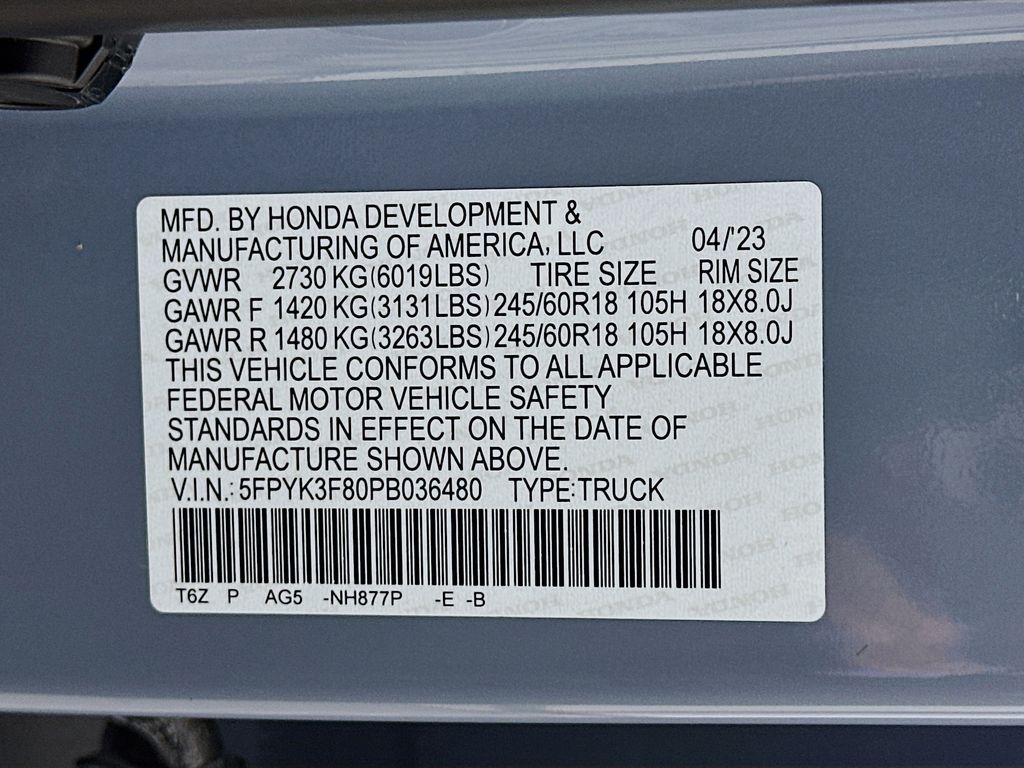 MFD. BY HONDA DEVELOPMENT &
MANUFACTURING OF AMERICA, LLC 04/'23
GVWR 2730 KG(6019LBS) TIRE SIZE RIM SIZE
GAWR F 1420 KG(3131LBS) 245/60R18 105H 18X8.0J
GAWR R 1480 KG(3263LBS) 245/60R18 105H 18X8.0J
THIS VEHICLE CONFORMS TO ALL APPLICABLE
FEDERAL MOTOR VEHICLE SAFETY
STANDARDS IN EFFECT ON THE DATE OF
MANUFACTURE SHOWN ABOVE.
V.I.N.: 5FPYK3F80PB036480 TYPE:TRUCK
T6Z P AG5 -NH877P -E -B